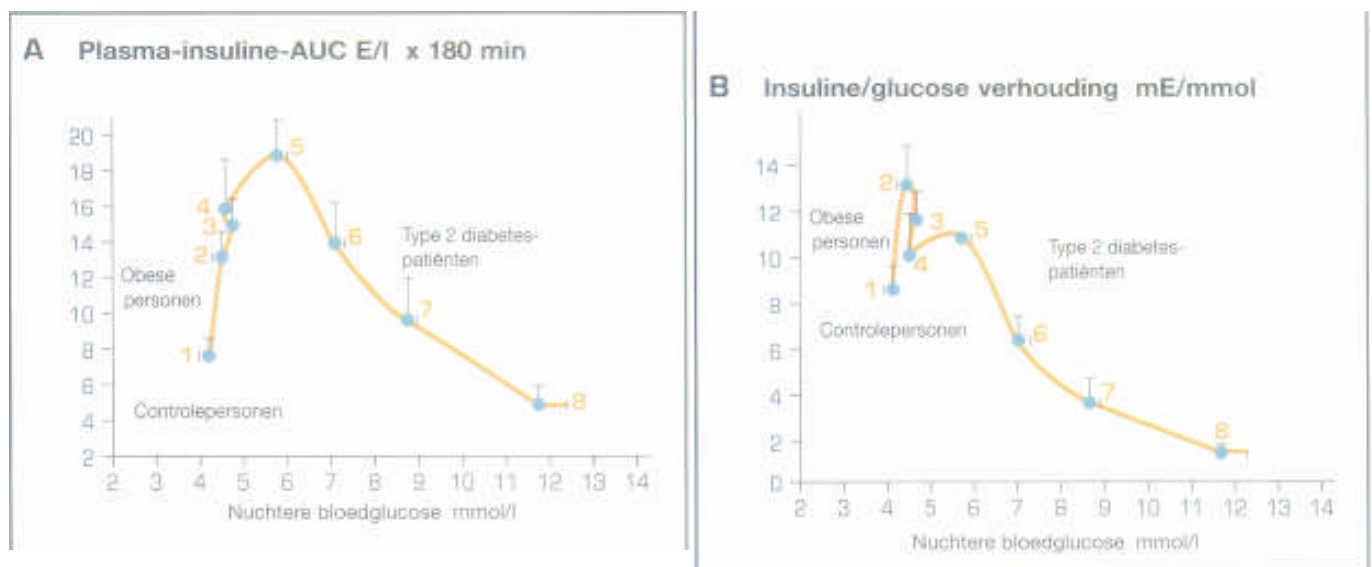 A Plasma-insuline-AUC E/l x 180 min
20
18
16
14
12
10
8
6
4
2
2 3 4 5 6 7 8 9 10 11 12 13 14
Nuchtere bloedglucose mmol/l
1
2
3
4
5
6
7
8
Obese
personen
Type 2 diabetes-
patiënten
Controlepersonen
B Insuline/glucose verhouding mE/mmol
14
12
10
8
6
4
2
0
2 3 4 5 6 7 8 9 10 11 12 13 14
Nuchtere bloedglucose mmol/l
1
2
3
4
5
6
7
8
Obese
personen
Type 2 diabetes-
patiënten
Controlepersonen